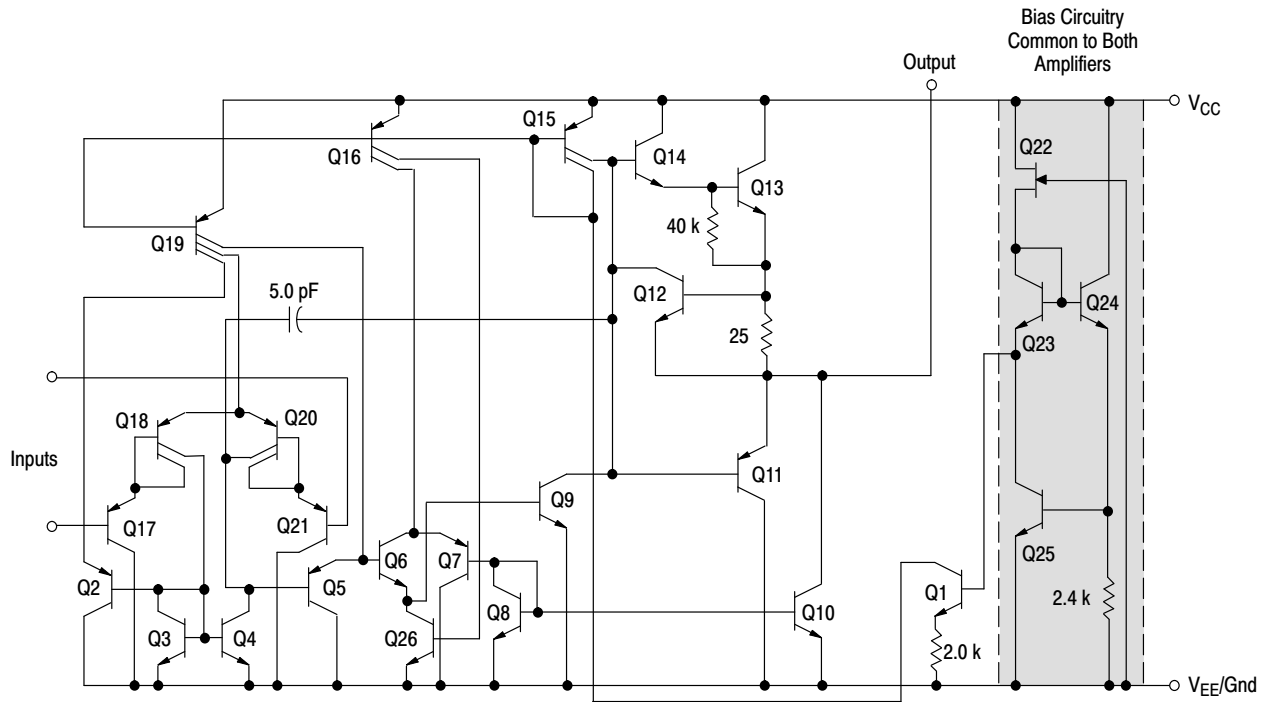 Bias Circuitry
Common to Both
Amplifiers
Output
VCC
Q15
Q22
Q16
Q14
Q13
Q19
40 k
5.0 pF
Q12
Q24
25
Q23
Q18
Q20
Inputs
Q11
Q9
Q17
Q21
Q25
Q6
Q7
Q2
Q5
Q1
Q8
Q10
2.4 k
Q3
Q4
Q26
2.0 k
VEE/Gnd